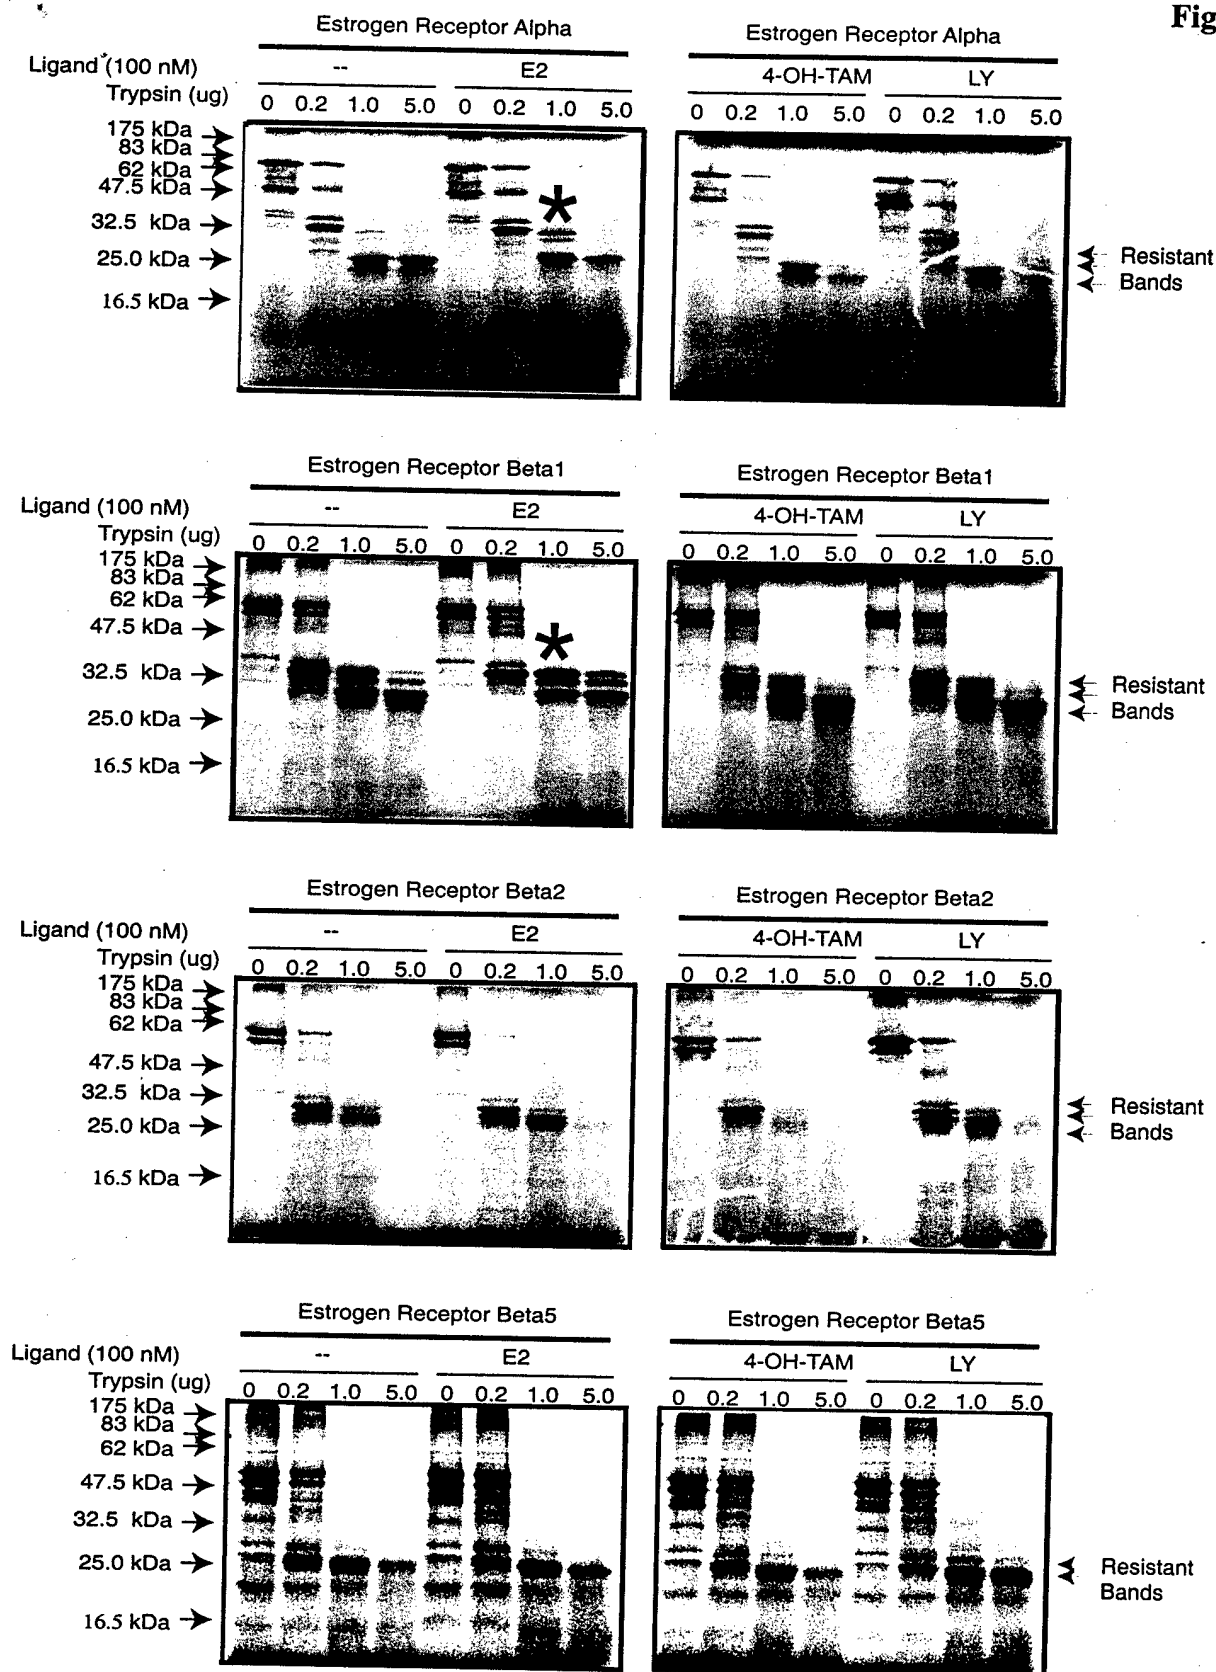 Fig
Estrogen Receptor Alpha
Estrogen Receptor Alpha
Ligand (100 nM)
--
E2
4-OH-TAM
LY
Trypsin (ug)
0 0.2 1.0 5.0 0 0.2 1.0 5.0
0 0.2 1.0 5.0 0 0.2 1.0 5.0
175 kDa
83 kDa
62 kDa
47.5 kDa
*
32.5 kDa
25.0 kDa
16.5 kDa
Resistant
Bands
Estrogen Receptor Beta1
Estrogen Receptor Beta1
Ligand (100 nM)
--
E2
4-OH-TAM
LY
Trypsin (ug)
0 0.2 1.0 5.0 0 0.2 1.0 5.0
0 0.2 1.0 5.0 0 0.2 1.0 5.0
175 kDa
83 kDa
62 kDa
47.5 kDa
*
32.5 kDa
25.0 kDa
16.5 kDa
Resistant
Bands
Estrogen Receptor Beta2
Estrogen Receptor Beta2
Ligand (100 nM)
--
E2
4-OH-TAM
LY
Trypsin (ug)
0 0.2 1.0 5.0 0 0.2 1.0 5.0
0 0.2 1.0 5.0 0 0.2 1.0 5.0
175 kDa
83 kDa
62 kDa
47.5 kDa
32.5 kDa
25.0 kDa
16.5 kDa
Resistant
Bands
Estrogen Receptor Beta5
Estrogen Receptor Beta5
Ligand (100 nM)
--
E2
4-OH-TAM
LY
Trypsin (ug)
0 0.2 1.0 5.0 0 0.2 1.0 5.0
0 0.2 1.0 5.0 0 0.2 1.0 5.0
175 kDa
83 kDa
62 kDa
47.5 kDa
32.5 kDa
25.0 kDa
16.5 kDa
Resistant
Bands